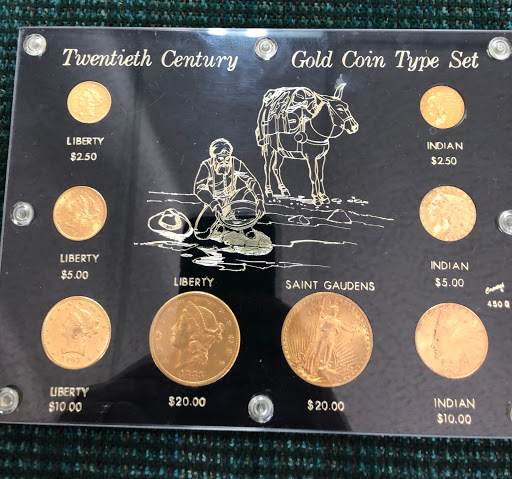 Twentieth Century Gold Coin Type Set
LIBERTY
$2.50
INDIAN
$2.50
LIBERTY
$5.00
INDIAN
$5.00
LIBERTY
$20.00
SAINT GAUDENS
$20.00
LIBERTY
$10.00
INDIAN
$10.00
450Q